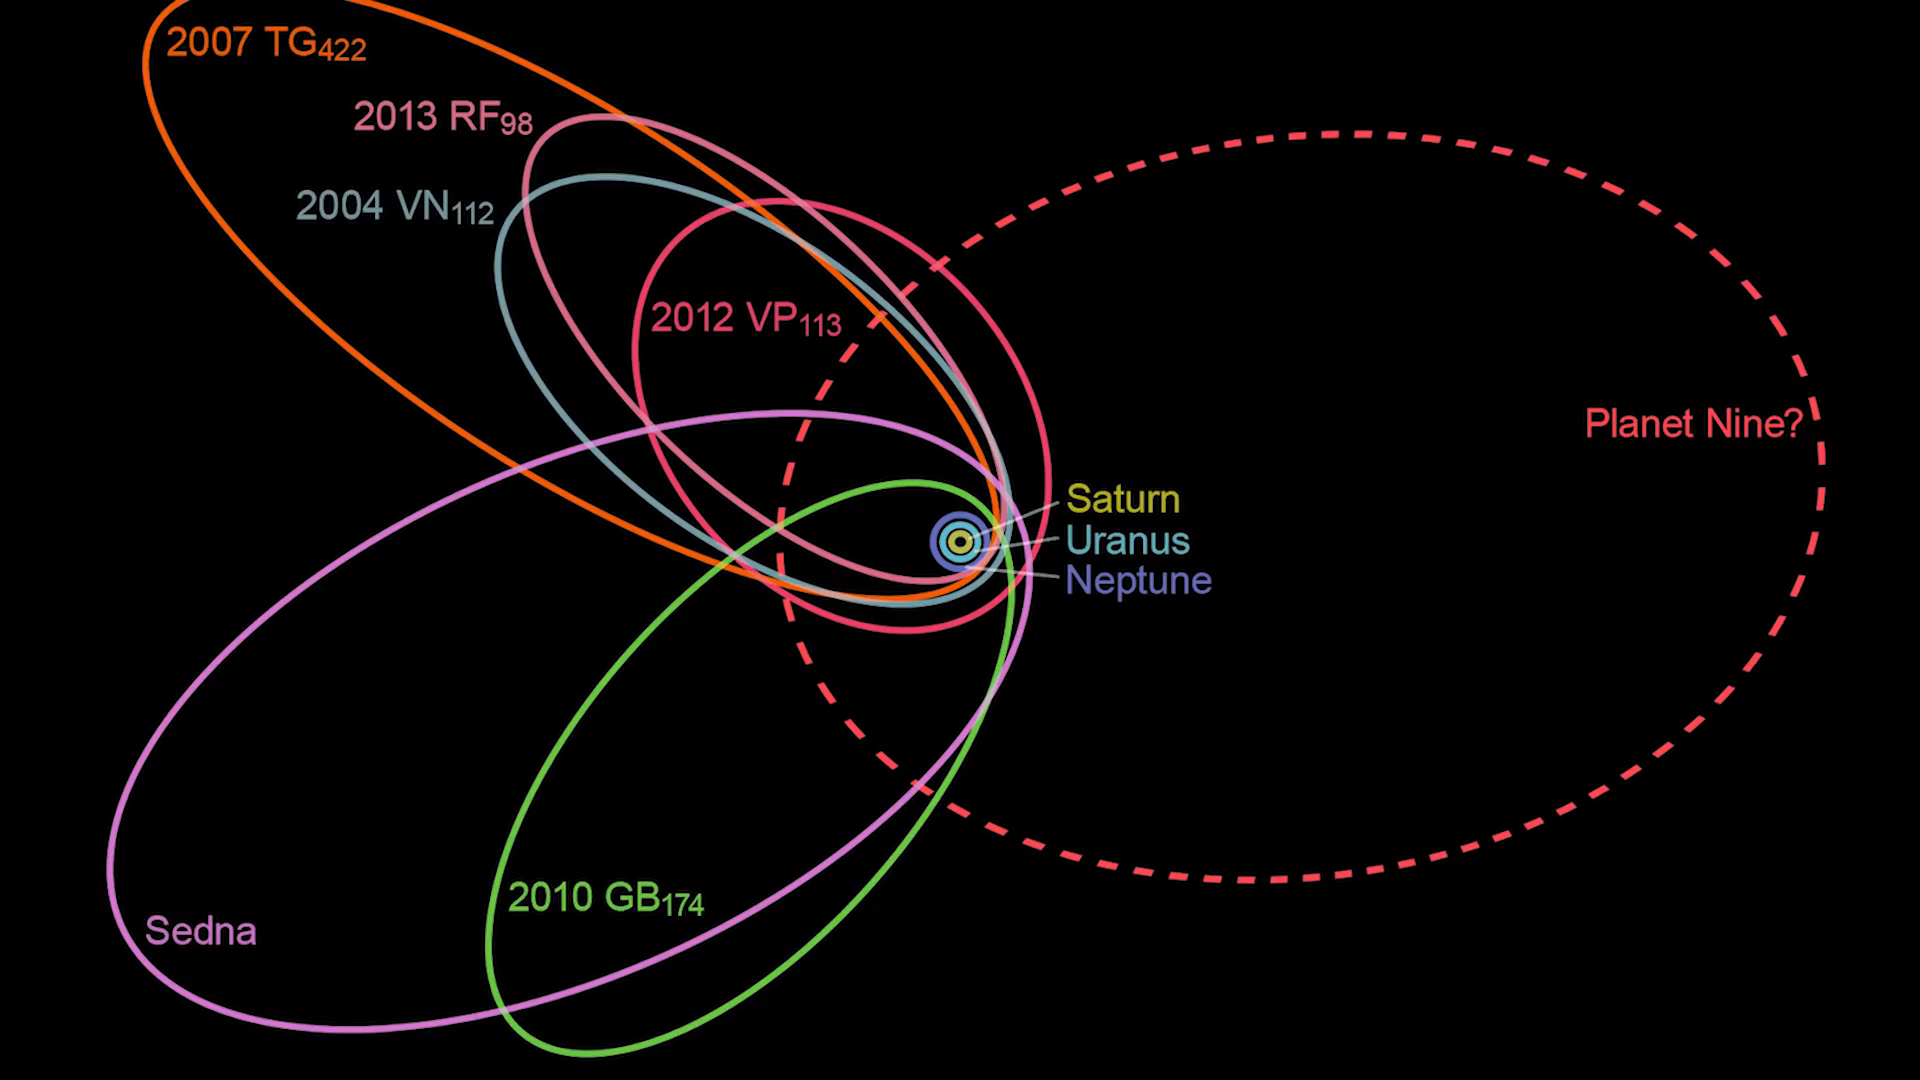 2007 TG₄₂₂
2013 RF₉₈
2004 VN₁₁₂
2012 VP₁₁₃
Planet Nine?
Saturn
Uranus
Neptune
2010 GB₁₇₄
Sedna